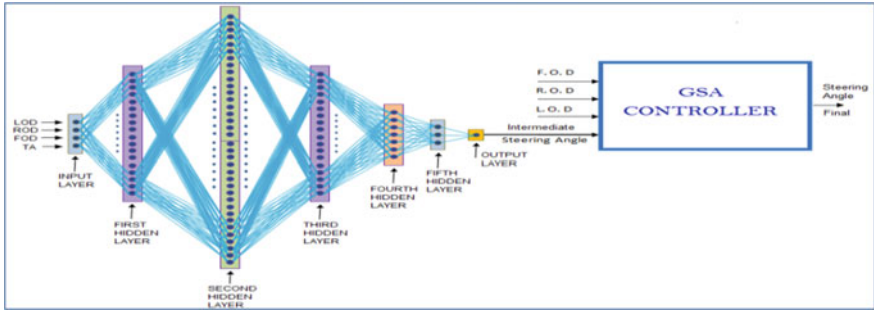 LOD
ROD
FOD
TA
INPUT
LAYER
FIRST
HIDDEN
LAYER
SECOND
HIDDEN
LAYER
THIRD
HIDDEN
LAYER
FOURTH
HIDDEN
LAYER
FIFTH
HIDDEN
LAYER
OUTPUT
LAYER
F. O. D
R. O. D
L. O. D
Intermediate
Steering Angle
GSA
CONTROLLER
Steering
Angle
Final